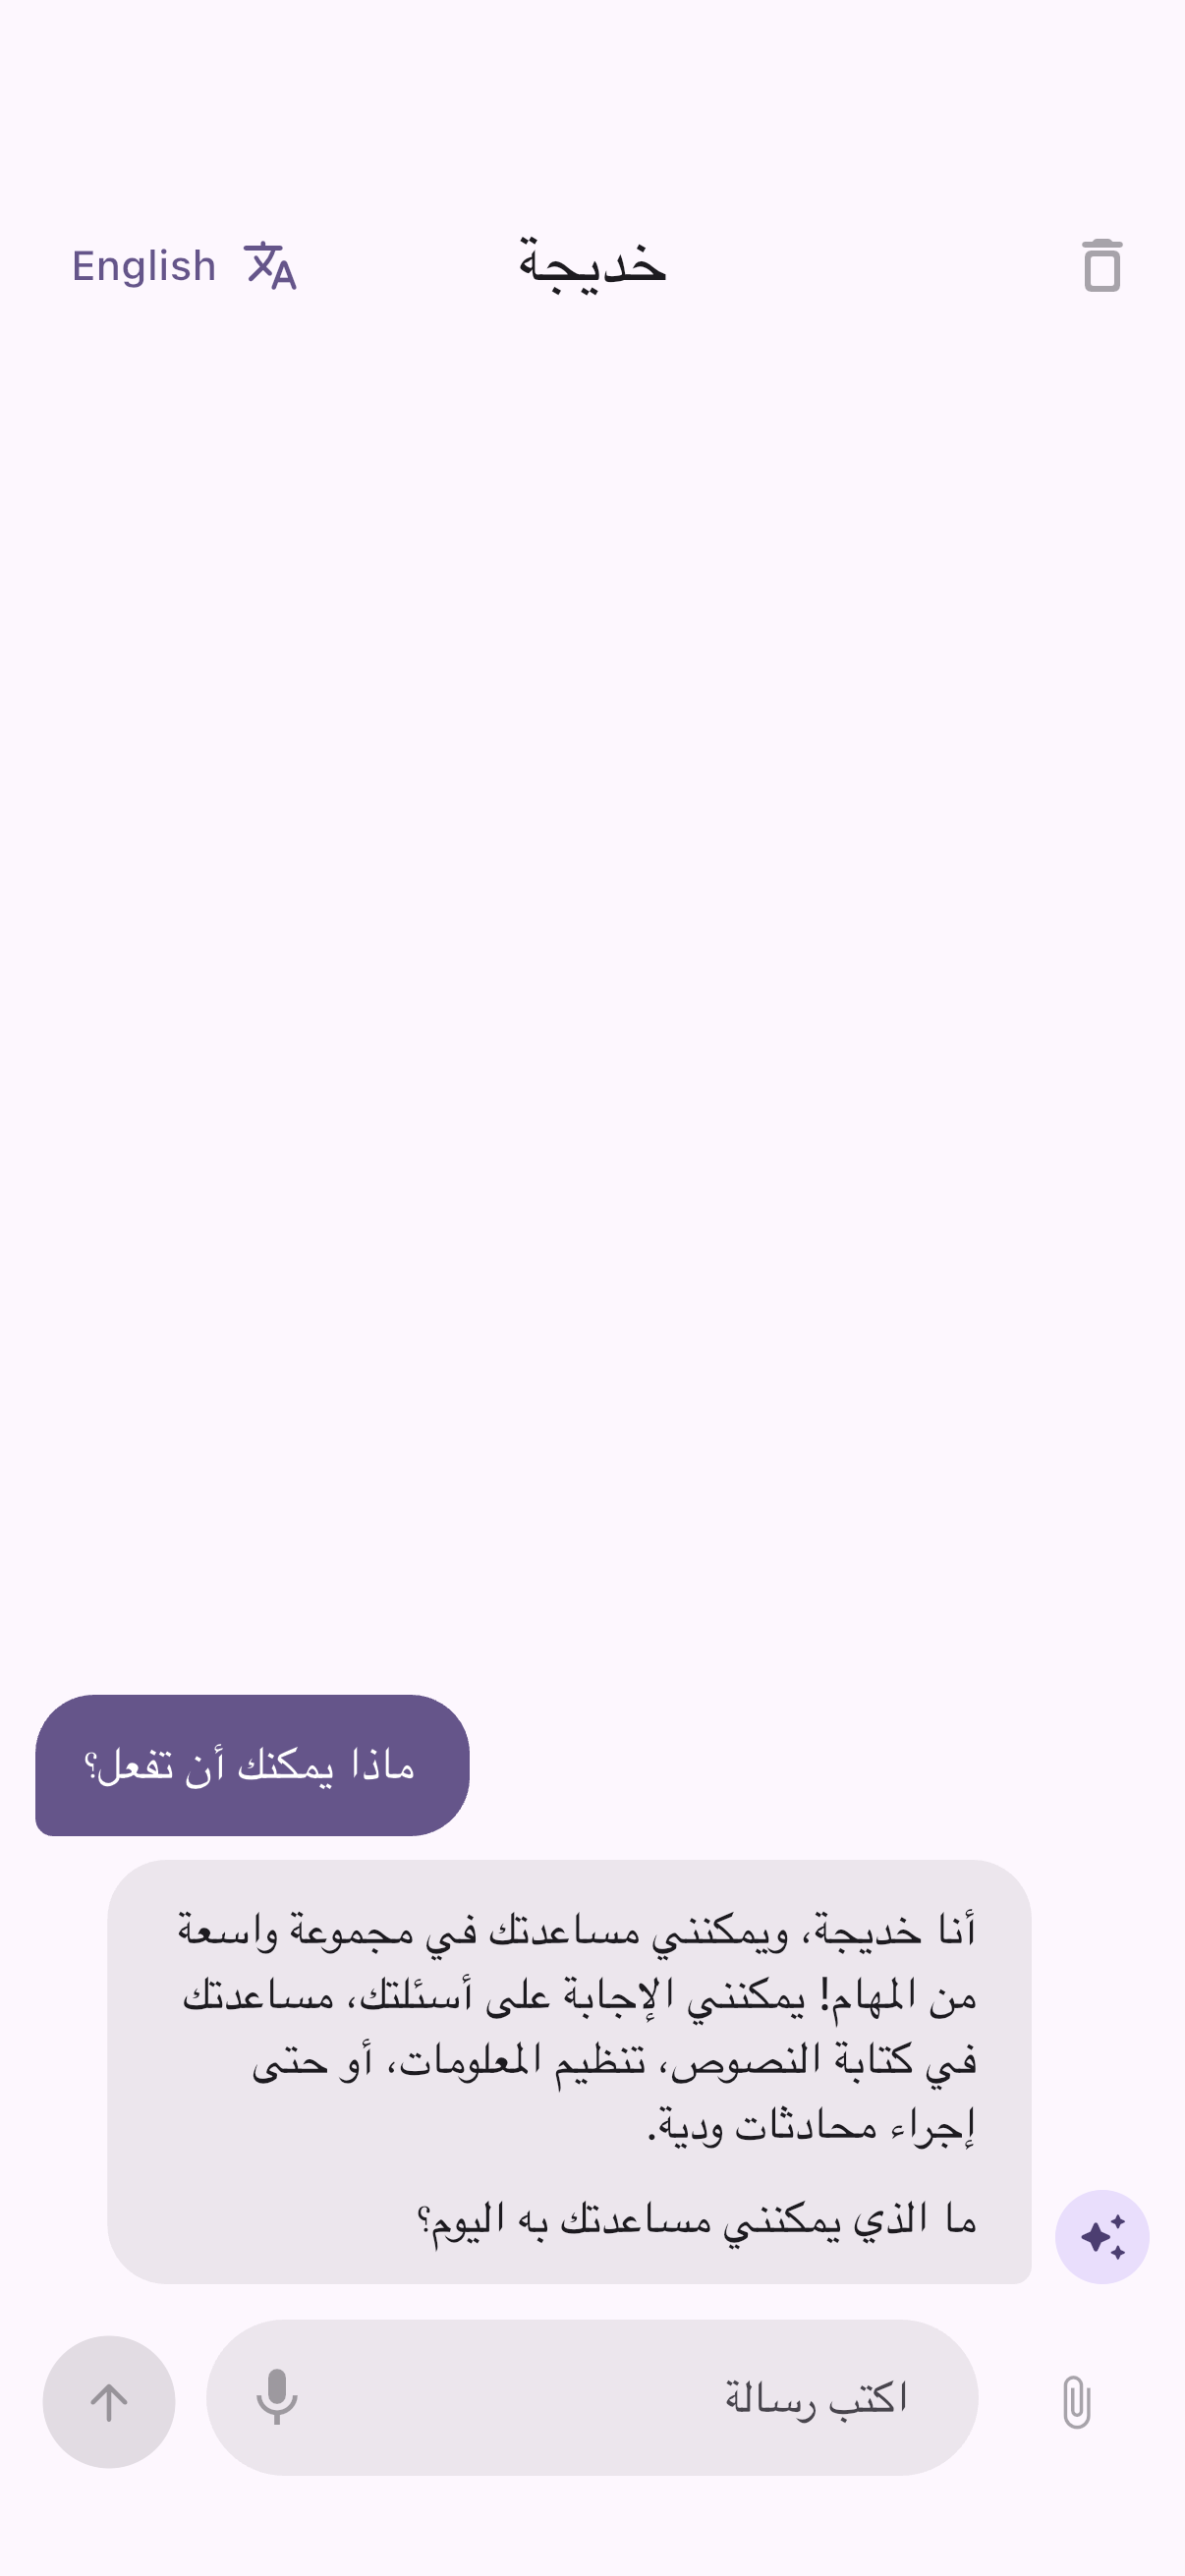 خديجة
English
ماذا يمكنك أن تفعل؟
أنا خديجة، ويمكنني مساعدتك في مجموعة واسعة
من المهام! يمكنني الإجابة على أسئلتك، مساعدتك
في كتابة النصوص، تنظيم المعلومات، أو حتى
إجراء محادثات ودية.
ما الذي يمكنني مساعدتك به اليوم؟
اكتب رسالة